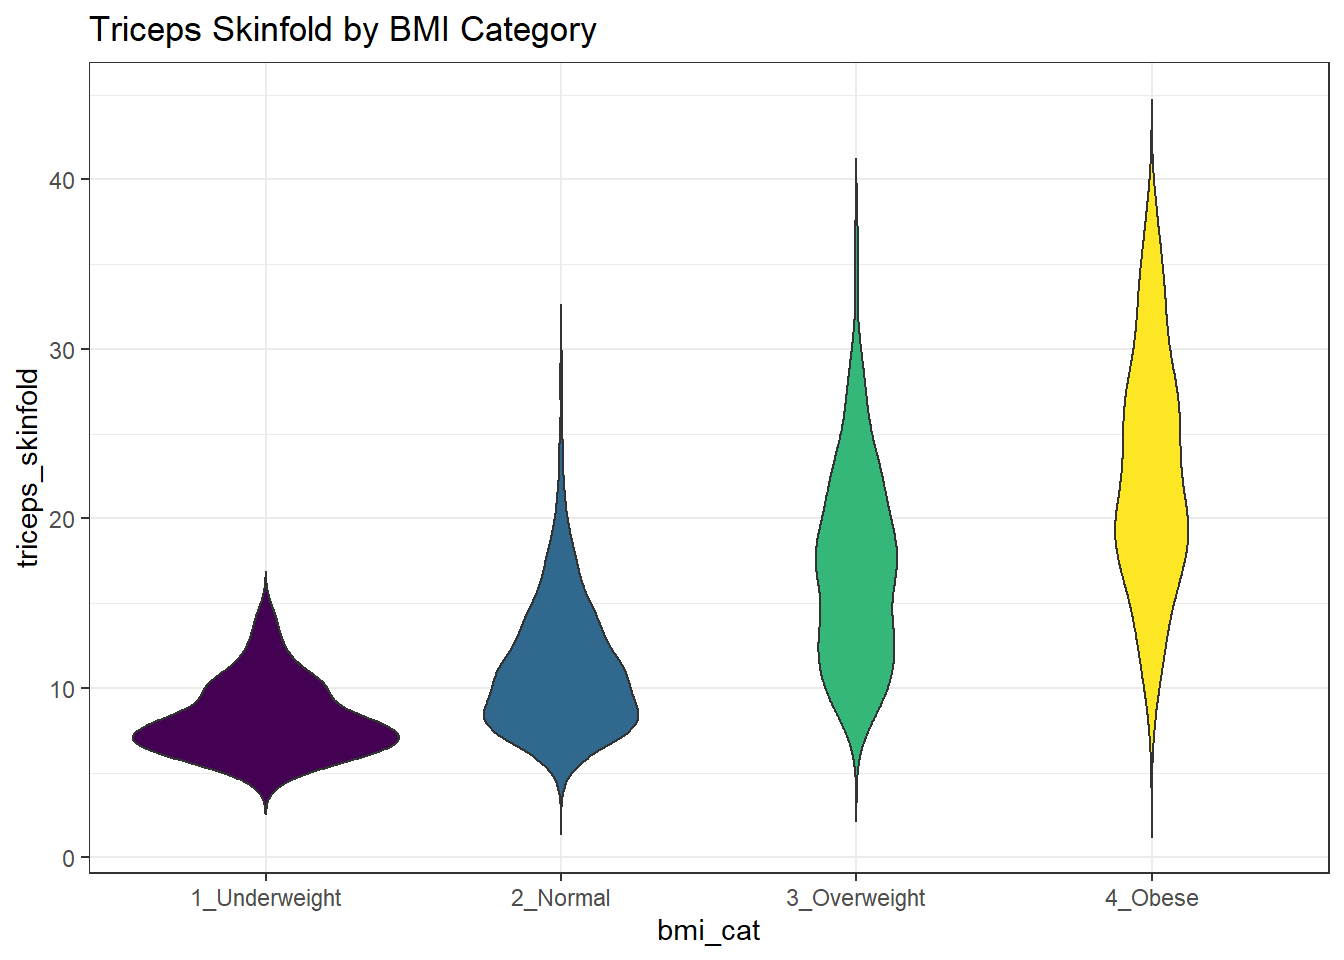 Triceps Skinfold by BMI Category
triceps_skinfold
40
30
20
10
0
1_Underweight
2_Normal
3_Overweight
4_Obese
bmi_cat